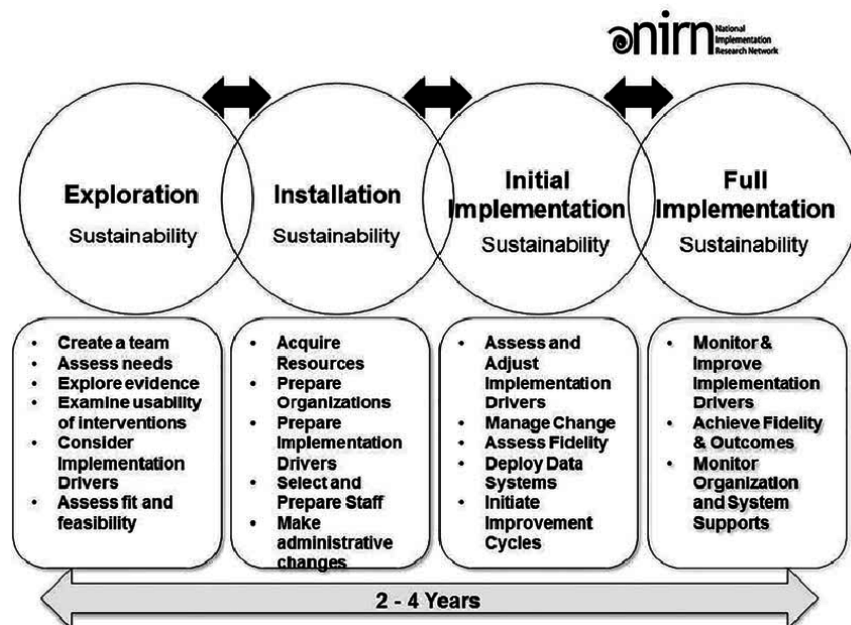 nirn National
Implementation
Research Network
Exploration
Sustainability
Installation
Sustainability
Initial
Implementation
Sustainability
Full
Implementation
Sustainability
• Create a team
• Assess needs
• Explore evidence
• Examine usability
of interventions
• Consider
Implementation
Drivers
• Assess fit and
feasibility
• Acquire
Resources
• Prepare
Organizations
• Prepare
Implementation
Drivers
• Select and
Prepare Staff
• Make
administrative
changes
• Assess and
Adjust
Implementation
Drivers
• Manage Change
• Assess Fidelity
• Deploy Data
Systems
• Initiate
Improvement
Cycles
• Monitor &
Improve
Implementation
Drivers
• Achieve Fidelity
& Outcomes
• Monitor
Organization
and System
Supports
2 - 4 Years